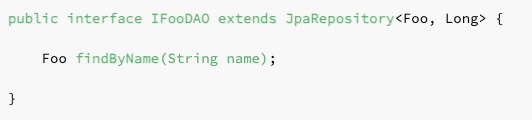 public interface IFooDAO extends JpaRepository<Foo, Long> {
Foo findByName(String name);
}